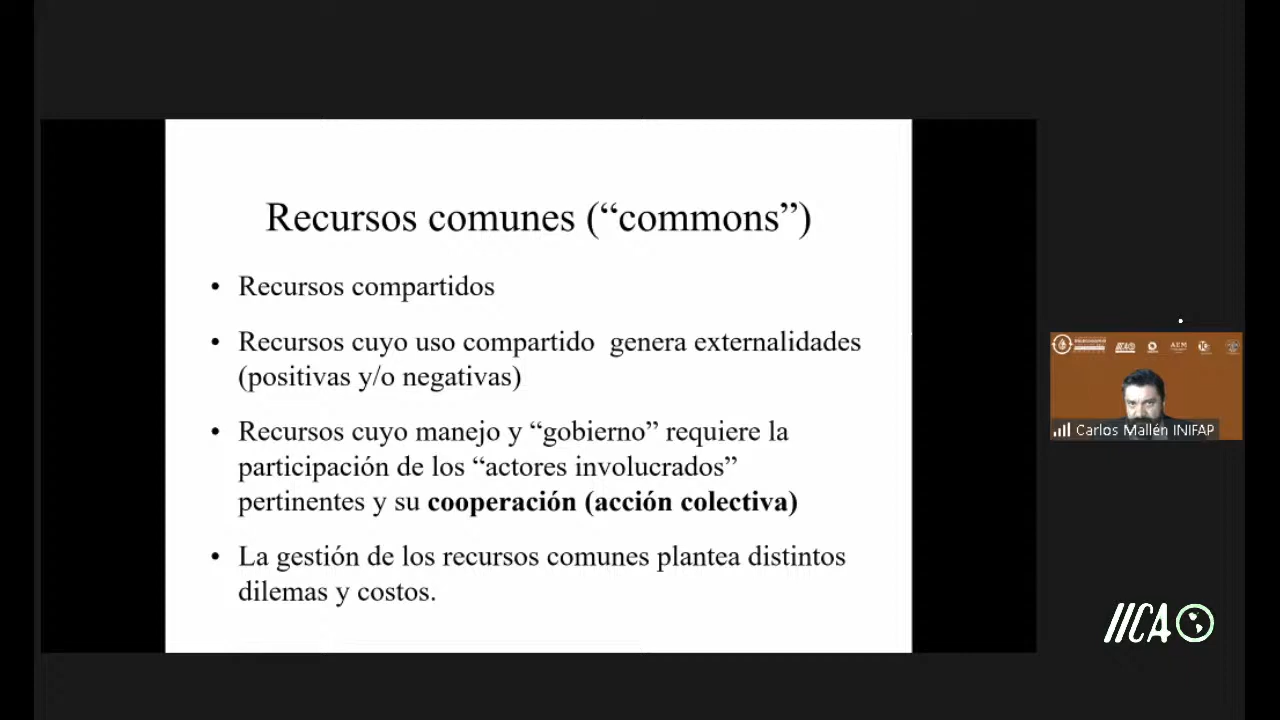 Recursos comunes (“commons”)
• Recursos compartidos
• Recursos cuyo uso compartido genera externalidades
(positivas y/o negativas)
• Recursos cuyo manejo y “gobierno” requiere la
participación de los “actores involucrados”
pertinentes y su cooperación (acción colectiva)
• La gestión de los recursos comunes plantea distintos
dilemas y costos.
IICA
AEM
Carlos Mallén INIFAP
IICA